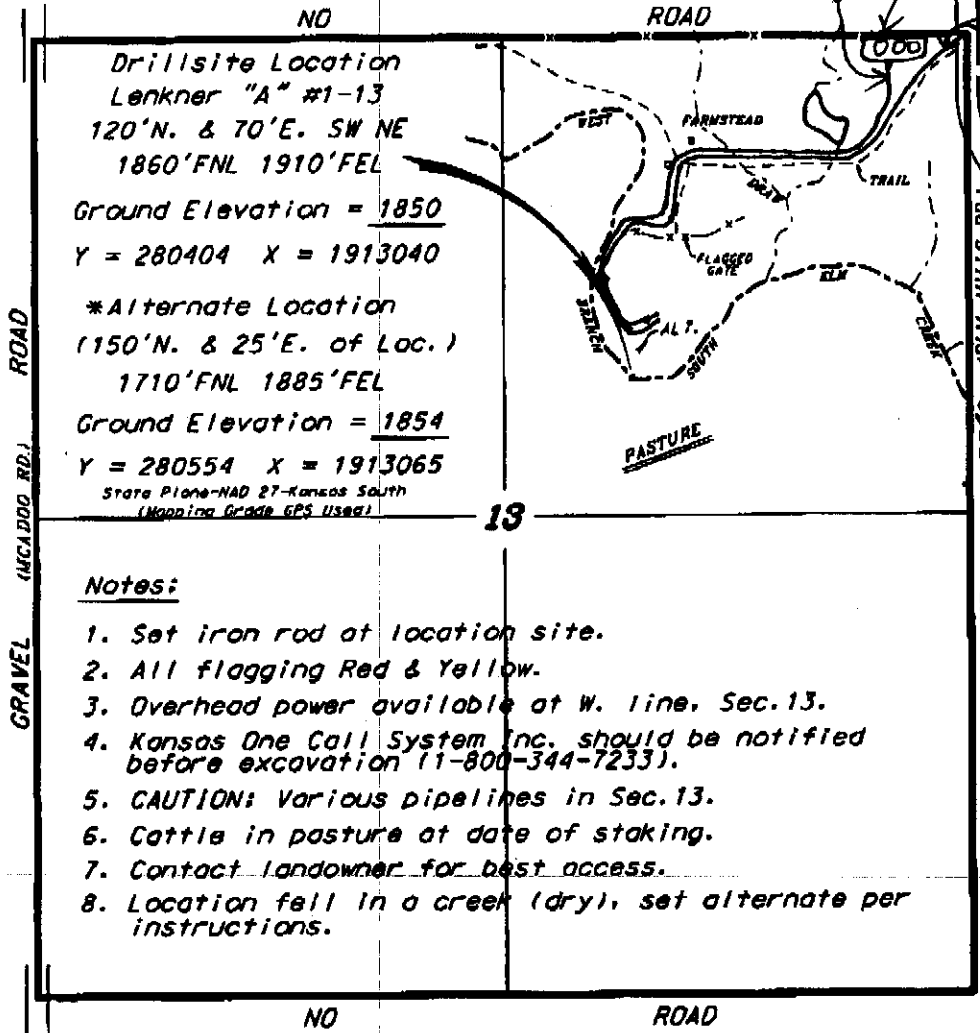 NO ROAD
Drillsite Location
Lenkner "A" #1-13
120'N. & 70'E. SW NE
1860'FNL 1910'FEL
Ground Elevation = 1850
Y = 280404 X = 1913040
*Alternate Location
(150'N. & 25'E. of Loc.)
1710'FNL 1885'FEL
Ground Elevation = 1854
Y = 280554 X = 1913065
State Plane-NAD 27-Kansas South
(Mapping Grade GPS Used)
WEST
FARMSTEAD
DRAW
TRAIL
FLAGGED
GATE
ELM
BRANCH
ALT.
SOUTH
CREEK
PASTURE
13
GRAVEL (MCADOO RD.) ROAD
Notes:
1. Set iron rod at location site.
2. All flagging Red & Yellow.
3. Overhead power available at W. line, Sec.13.
4. Kansas One Call System Inc. should be notified
before excavation (1-800-344-7233).
5. CAUTION: Various pipelines in Sec.13.
6. Cattle in pasture at date of staking.
7. Contact landowner for best access.
8. Location fell in a creek (dry), set alternate per
instructions.
NO ROAD